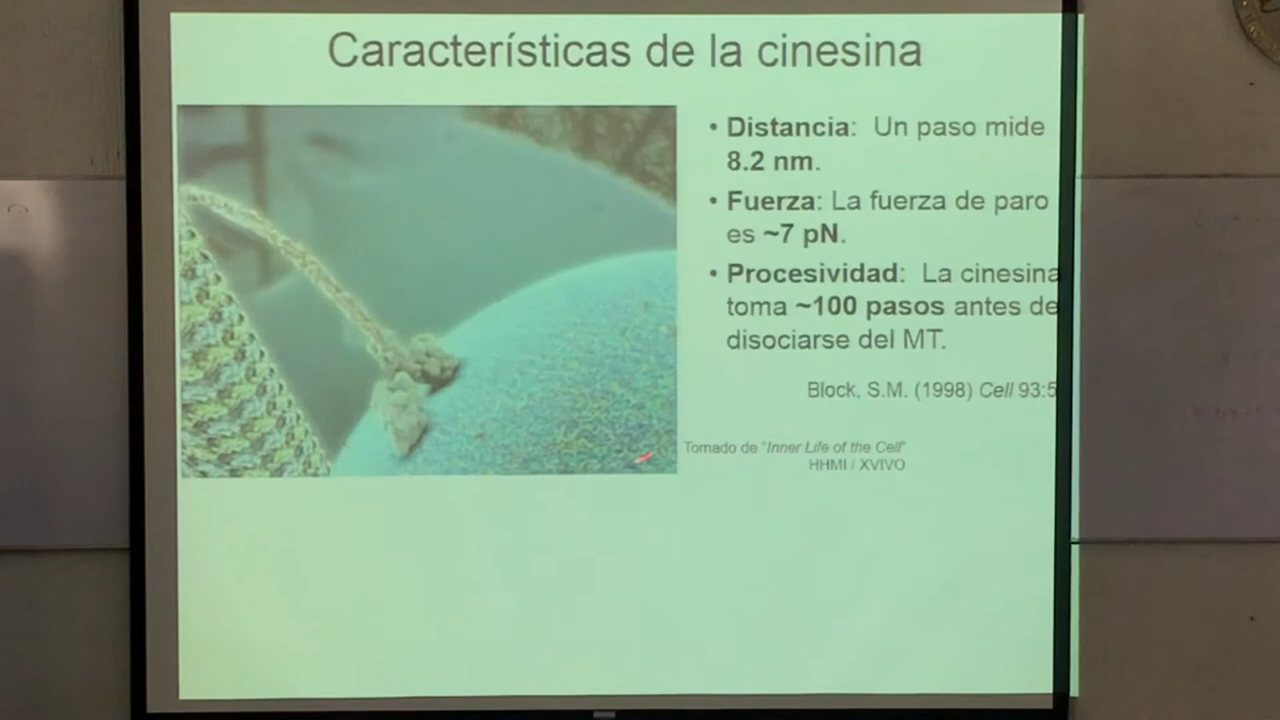 Características de la cinesina
• Distancia: Un paso mide
8.2 nm.
• Fuerza: La fuerza de paro
es ~7 pN.
• Procesividad: La cinesina
toma ~100 pasos antes de
disociarse del MT.
Block, S.M. (1998) Cell 93:5
Tomado de "Inner Life of the Cell"
HHMI / XVIVO